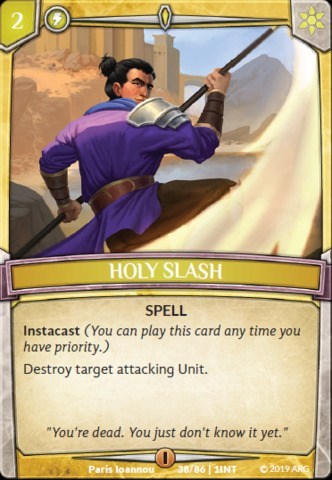 2
HOLY SLASH
SPELL
Instacast (You can play this card any time you
have priority.)
Destroy target attacking Unit.
"You're dead. You just don't know it yet."
I
Paris Ioannou 38/86 | 1INT © 2019 ARG